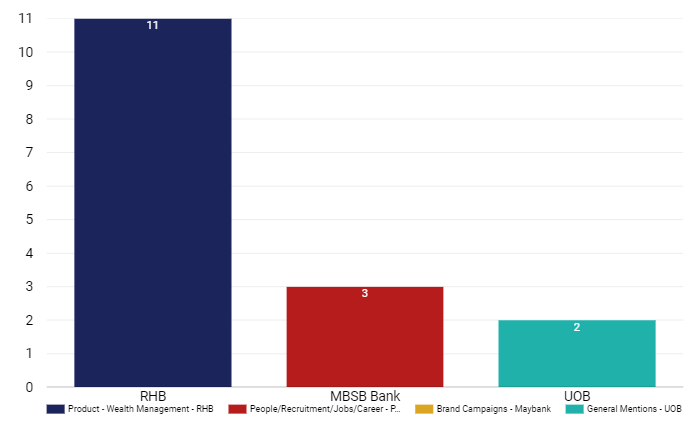 11
10
9
8
7
6
5
4
3
2
1
0
11
3
2
RHB
MBSB Bank
UOB
Product - Wealth Management - RHB
People/Recruitment/Jobs/Career - P...
Brand Campaigns - Maybank
General Mentions - UOB